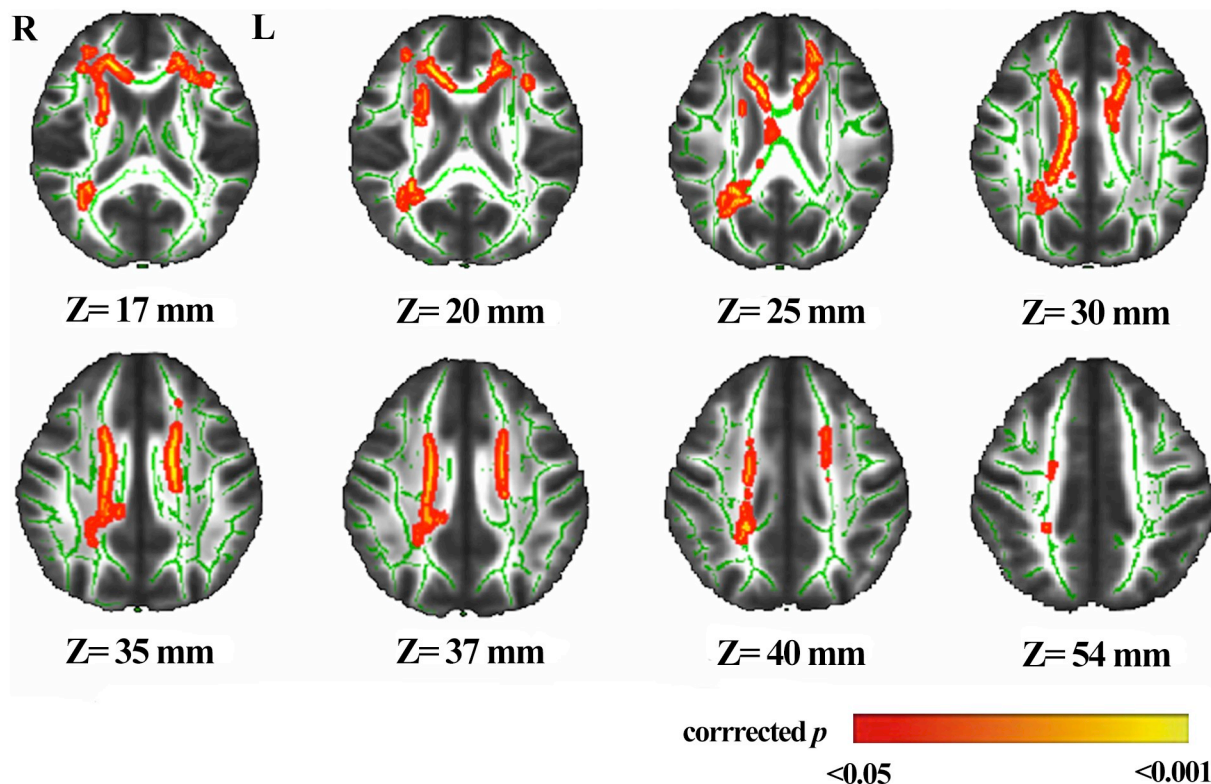 R L
Z= 17 mm Z= 20 mm Z= 25 mm Z= 30 mm
Z= 35 mm Z= 37 mm Z= 40 mm Z= 54 mm
corrrected p
<0.05 <0.001